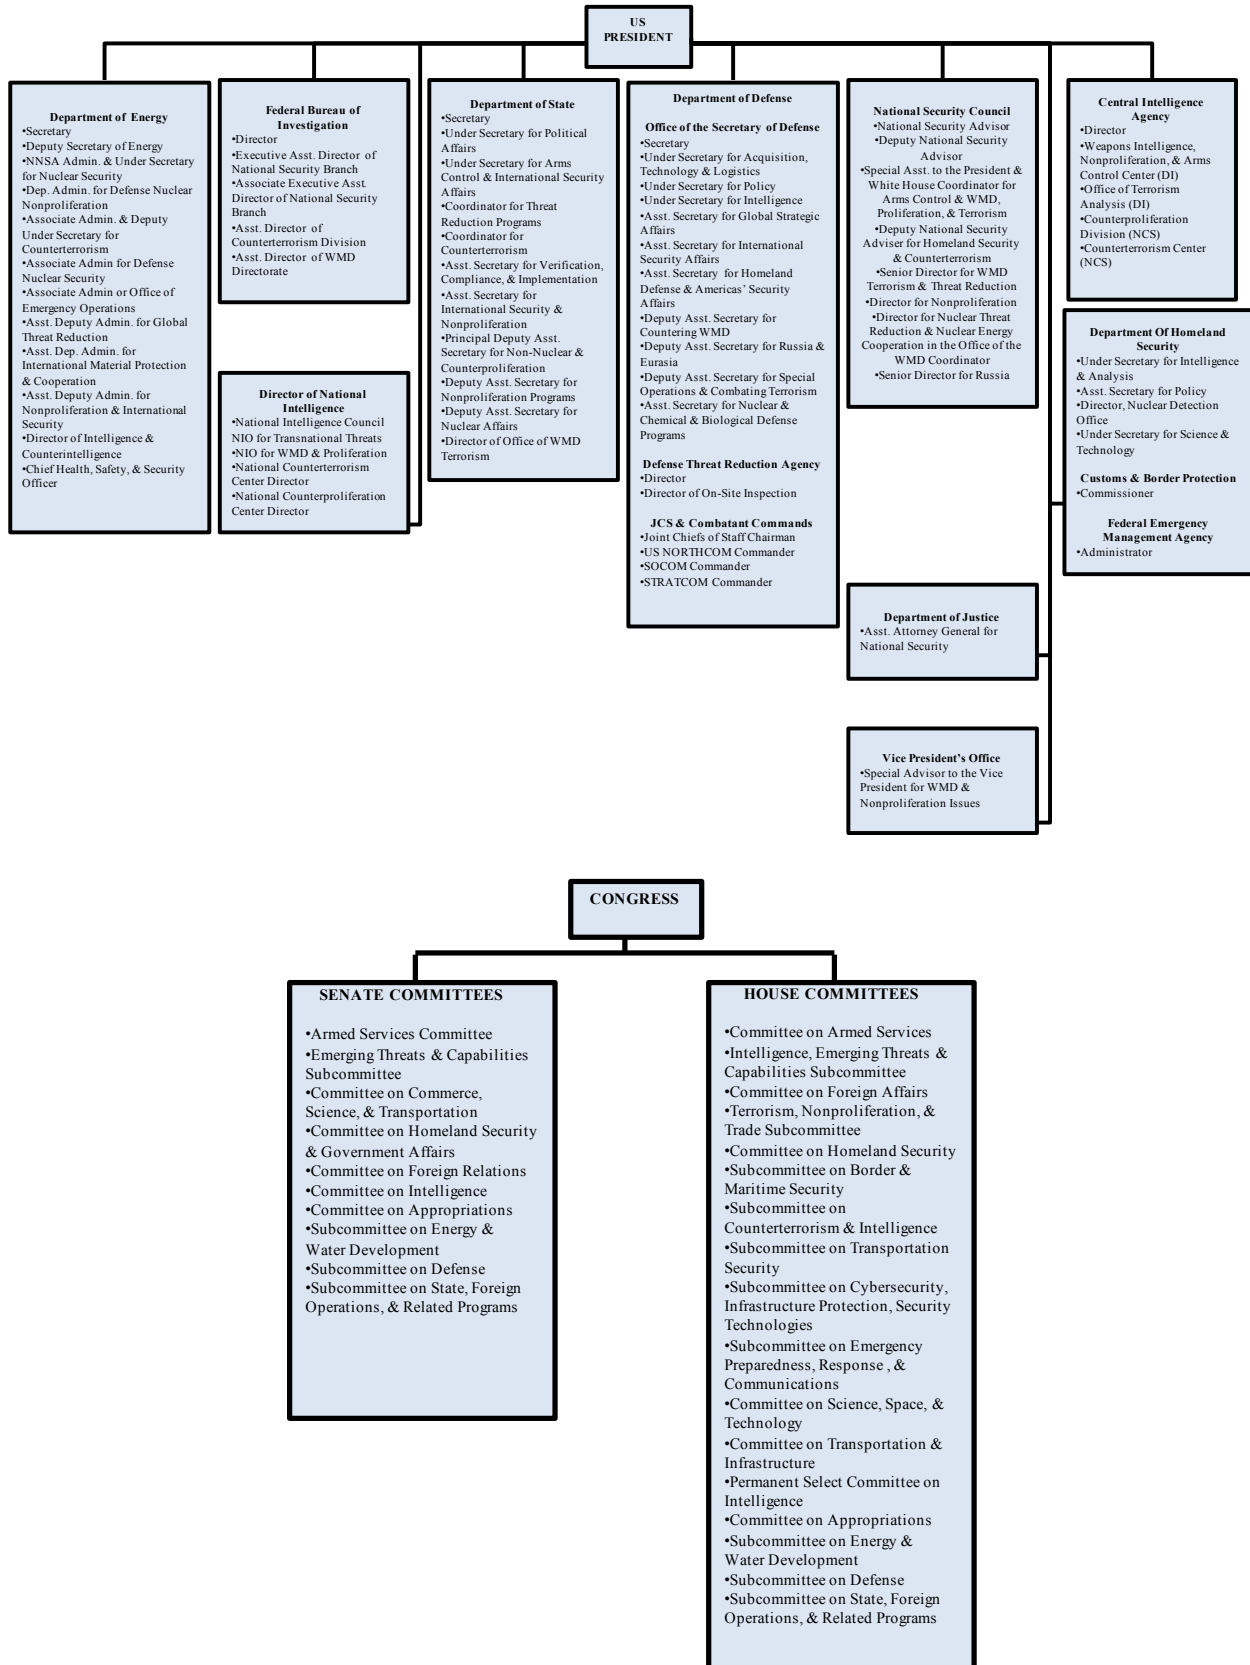 US
PRESIDENT
Department of Energy
•Secretary
•Deputy Secretary of Energy
•NNSA Admin. & Under Secretary
for Nuclear Security
•Dep. Admin. for Defense Nuclear
Nonproliferation
•Associate Admin. & Deputy
Under Secretary for
Counterterrorism
•Associate Admin for Defense
Nuclear Security
•Associate Admin or Office of
Emergency Operations
•Asst. Deputy Admin. for Global
Threat Reduction
•Asst. Dep. Admin. for
International Material Protection
& Cooperation
•Asst. Deputy Admin. for
Nonproliferation & International
Security
•Director of Intelligence &
Counterintelligence
•Chief Health, Safety, & Security
Officer
Federal Bureau of
Investigation
•Director
•Executive Asst. Director of
National Security Branch
•Associate Executive Asst.
Director of National Security
Branch
•Asst. Director of
Counterterrorism Division
•Asst. Director of WMD
Directorate
Director of National
Intelligence
•National Intelligence Council
NIO for Transnational Threats
•NIO for WMD & Proliferation
•National Counterterrorism
Center Director
•National Counterproliferation
Center Director
Department of State
•Secretary
•Under Secretary for Political
Affairs
•Under Secretary for Arms
Control & International Security
Affairs
•Coordinator for Threat
Reduction Programs
•Coordinator for
Counterterrorism
•Asst. Secretary for Verification,
Compliance, & Implementation
•Asst. Secretary for
International Security &
Nonproliferation
•Principal Deputy Asst.
Secretary for Non-Nuclear &
Counterproliferation
•Deputy Asst. Secretary for
Nonproliferation Programs
•Deputy Asst. Secretary for
Nuclear Affairs
•Director of Office of WMD
Terrorism
Department of Defense
Office of the Secretary of Defense
•Secretary
•Under Secretary for Acquisition,
Technology & Logistics
•Under Secretary for Policy
•Under Secretary for Intelligence
•Asst. Secretary for Global Strategic
Affairs
•Asst. Secretary for International
Security Affairs
•Asst. Secretary for Homeland
Defense & Americas' Security
Affairs
•Deputy Asst. Secretary for
Countering WMD
•Deputy Asst. Secretary for Russia &
Eurasia
•Deputy Asst. Secretary for Special
Operations & Combating Terrorism
•Asst. Secretary for Nuclear &
Chemical & Biological Defense
Programs
Defense Threat Reduction Agency
•Director
•Director of On-Site Inspection
JCS & Combatant Commands
•Joint Chiefs of Staff Chairman
•US NORTHCOM Commander
•SOCOM Commander
•STRATCOM Commander
National Security Council
•National Security Advisor
•Deputy National Security
Advisor
•Special Asst. to the President &
White House Coordinator for
Arms Control & WMD,
Proliferation, & Terrorism
•Deputy National Security
Adviser for Homeland Security
& Counterterrorism
•Senior Director for WMD
Terrorism & Threat Reduction
•Director for Nonproliferation
•Director for Nuclear Threat
Reduction & Nuclear Energy
Cooperation in the Office of the
WMD Coordinator
•Senior Director for Russia
Central Intelligence
Agency
•Director
•Weapons Intelligence,
Nonproliferation, & Arms
Control Center (DI)
•Office of Terrorism
Analysis (DI)
•Counterproliferation
Division (NCS)
•Counterterrorism Center
(NCS)
Department Of Homeland
Security
•Under Secretary for Intelligence
& Analysis
•Asst. Secretary for Policy
•Director, Nuclear Detection
Office
•Under Secretary for Science &
Technology
Customs & Border Protection
•Commissioner
Federal Emergency
Management Agency
•Administrator
Department of Justice
•Asst. Attorney General for
National Security
Vice President's Office
•Special Advisor to the Vice
President for WMD &
Nonproliferation Issues
CONGRESS
SENATE COMMITTEES
•Armed Services Committee
•Emerging Threats & Capabilities
Subcommittee
•Committee on Commerce,
Science, & Transportation
•Committee on Homeland Security
& Government Affairs
•Committee on Foreign Relations
•Committee on Intelligence
•Committee on Appropriations
•Subcommittee on Energy &
Water Development
•Subcommittee on Defense
•Subcommittee on State, Foreign
Operations, & Related Programs
HOUSE COMMITTEES
•Committee on Armed Services
•Intelligence, Emerging Threats &
Capabilities Subcommittee
•Committee on Foreign Affairs
•Terrorism, Nonproliferation, &
Trade Subcommittee
•Committee on Homeland Security
•Subcommittee on Border &
Maritime Security
•Subcommittee on
Counterterrorism & Intelligence
•Subcommittee on Transportation
Security
•Subcommittee on Cybersecurity,
Infrastructure Protection, Security
Technologies
•Subcommittee on Emergency
Preparedness, Response , &
Communications
•Committee on Science, Space, &
Technology
•Committee on Transportation &
Infrastructure
•Permanent Select Committee on
Intelligence
•Committee on Appropriations
•Subcommittee on Energy &
Water Development
•Subcommittee on Defense
•Subcommittee on State, Foreign
Operations, & Related Programs